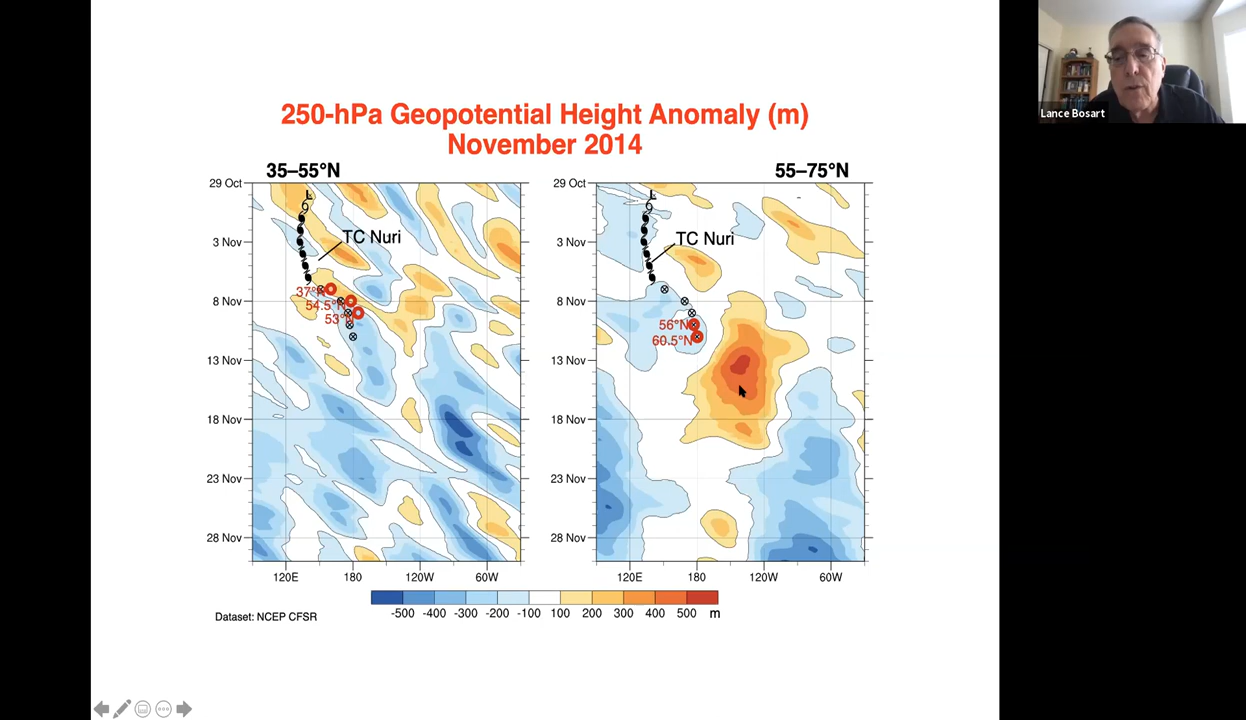 250-hPa Geopotential Height Anomaly (m)
November 2014
35–55°N
55–75°N
29 Oct
3 Nov
8 Nov
13 Nov
18 Nov
23 Nov
28 Nov
L
TC Nuri
37°N
54.5°N
53°N
120E
180
120W
60W
29 Oct
3 Nov
8 Nov
13 Nov
18 Nov
23 Nov
28 Nov
L
TC Nuri
56°N
60.5°N
120E
180
120W
60W
-500 -400 -300 -200 -100 100 200 300 400 500 m
Dataset: NCEP CFSR
Lance Bosart